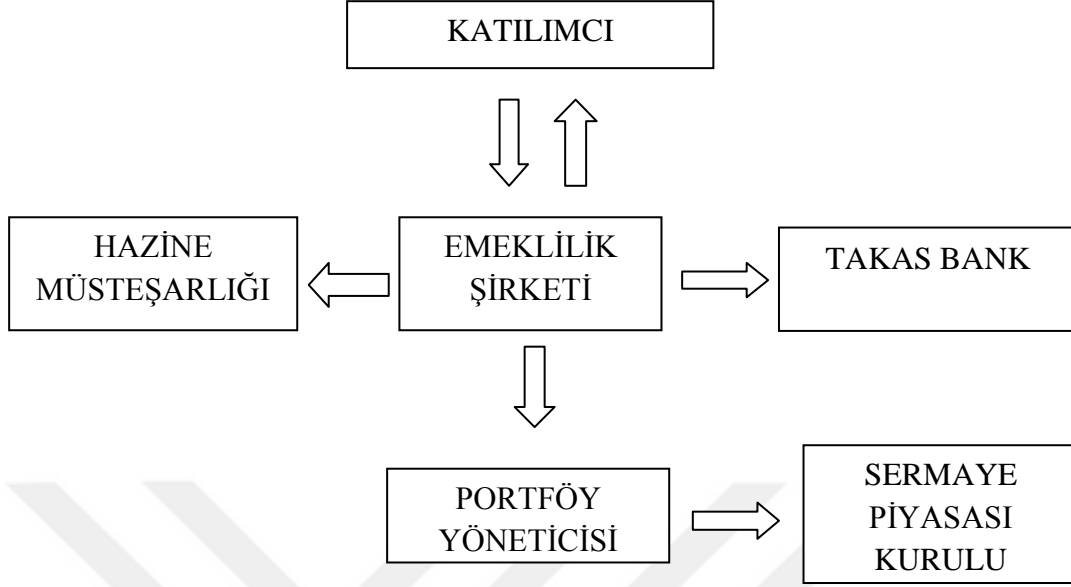 KATILIMCI
HAZİNE
MÜSTEŞARLIĞI
EMEKLİLİK
ŞİRKETİ
TAKAS BANK
PORTFÖY
YÖNETİCİSİ
SERMAYE
PİYASASI
KURULU